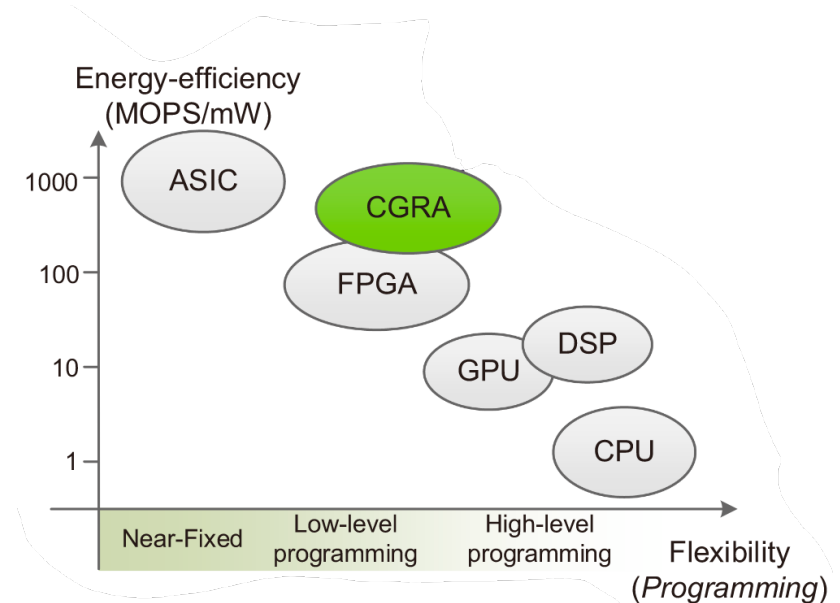 Energy-efficiency
(MOPS/mW)
1000
100
10
1
ASIC
CGRA
FPGA
GPU
DSP
CPU
Near-Fixed
Low-level
programming
High-level
programming
Flexibility
(Programming)